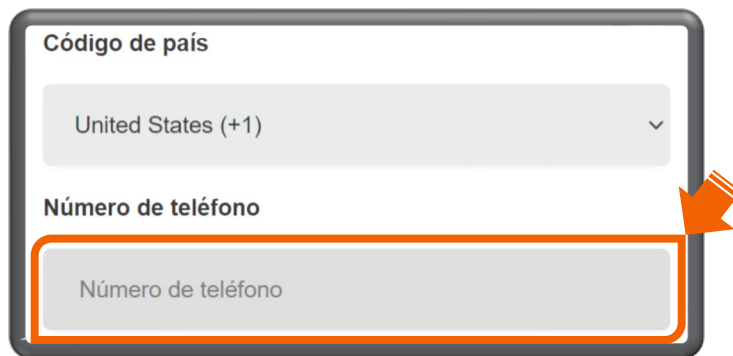 Código de país
United States (+1)
Número de teléfono
Número de teléfono